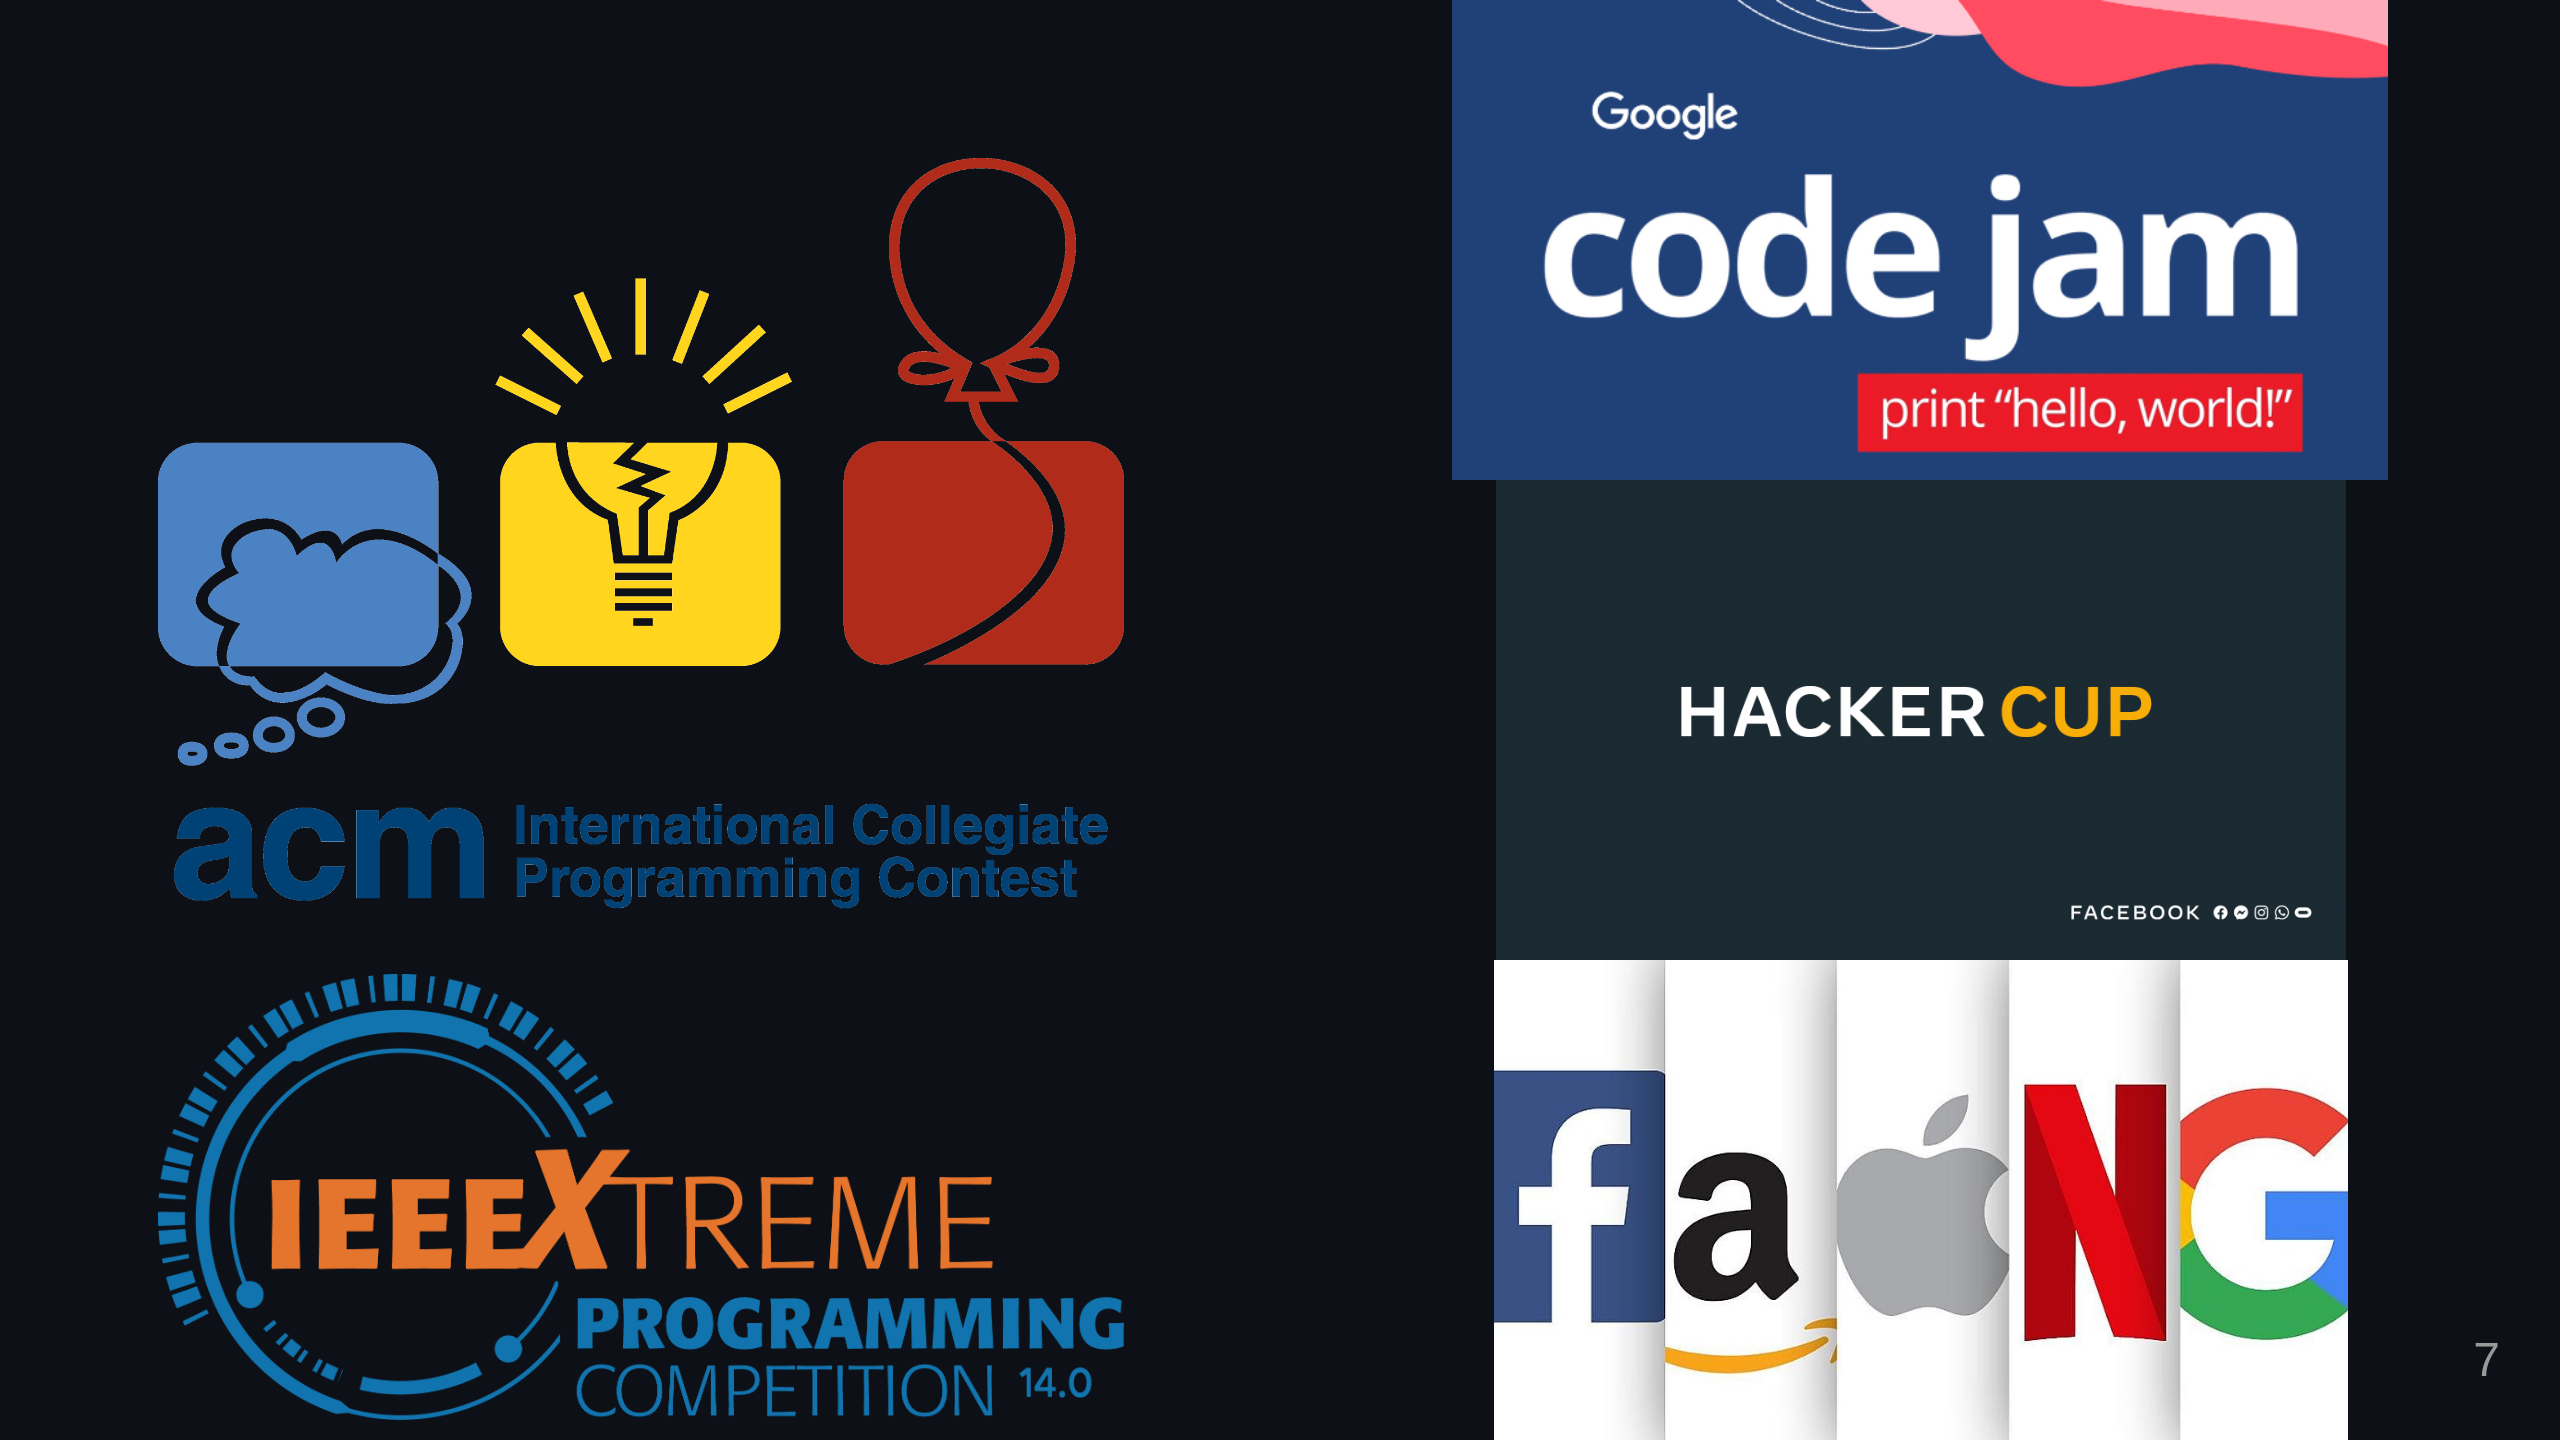 acm International Collegiate
Programming Contest
IEEEXTREME
PROGRAMMING
COMPETITION 14.0
Google
code jam
print “hello, world!”
HACKER CUP
FACEBOOK
f a N G
7